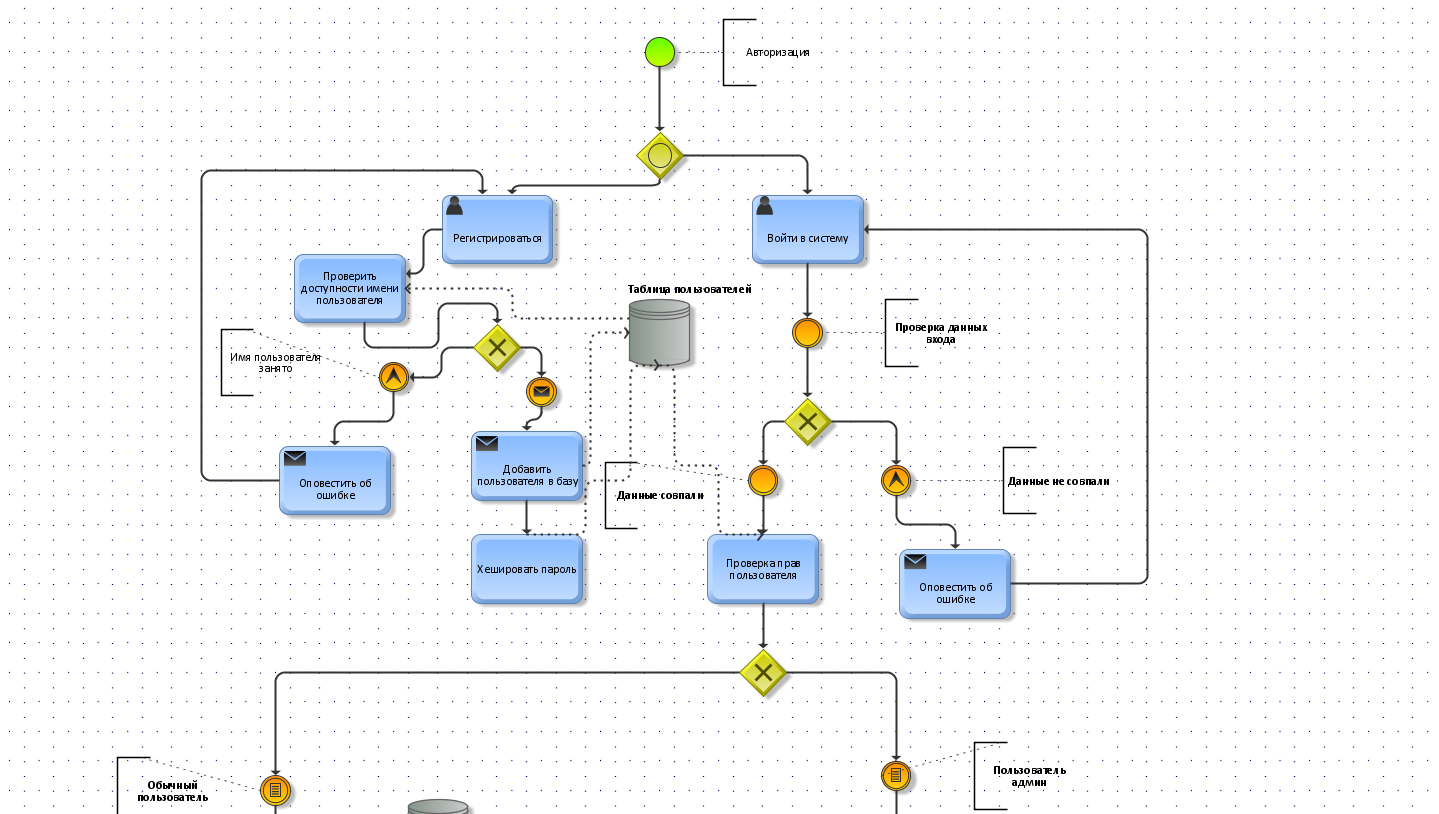 Авторизация
Регистрироваться
Войти в систему
Проверить
доступности имени
пользователя
Таблица пользователей
Проверка данных
входа
Имя пользователя
занято
Добавить
пользователя в базу
Оповестить об
ошибке
Данные совпали
Данные не совпали
Хешировать пароль
Проверка прав
пользователя
Оповестить об
ошибке
Обычный
пользователь
Пользователь
админ